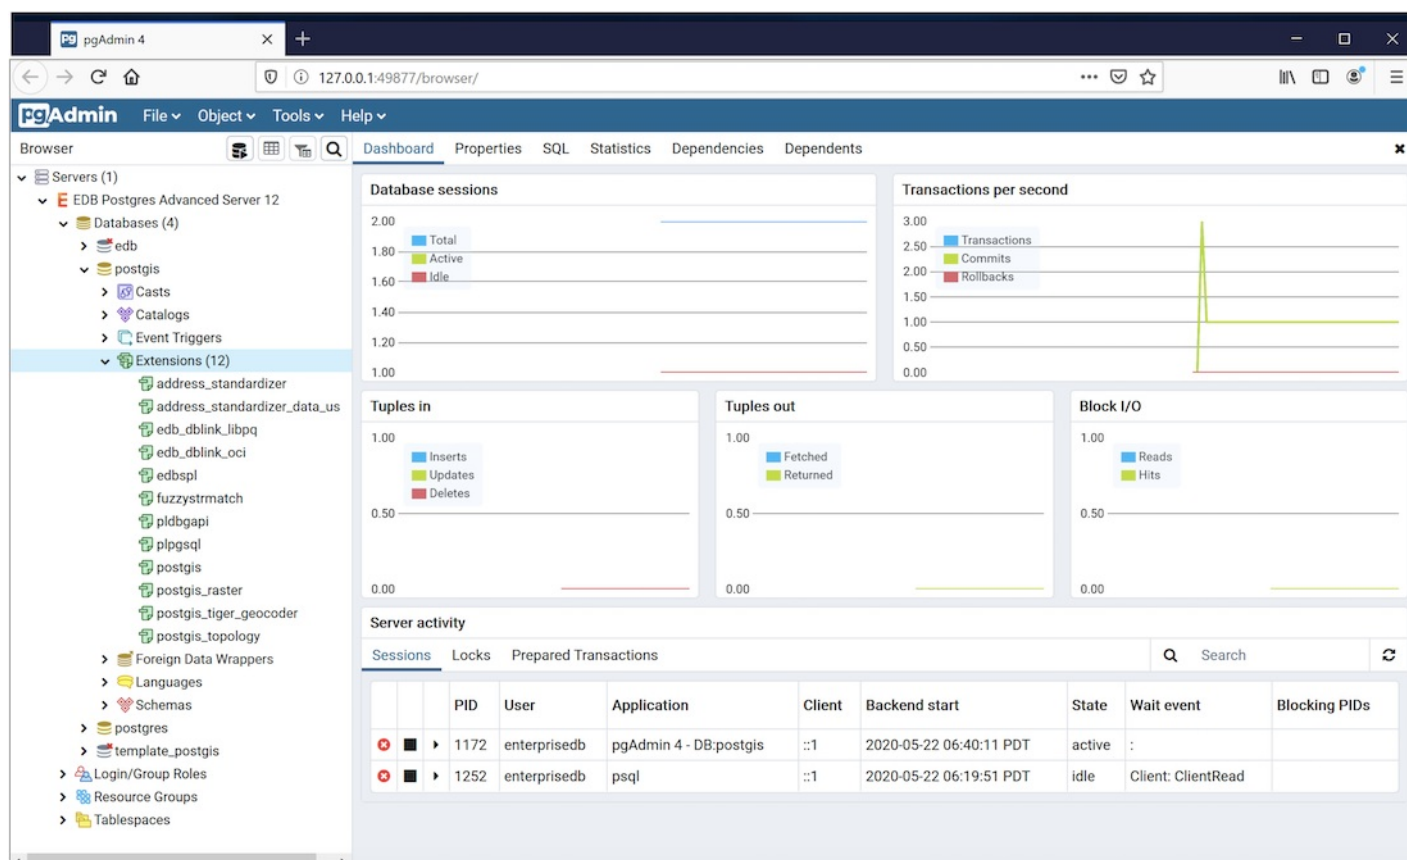 pgAdmin 4
127.0.0.1:49877/browser/
pgAdmin File Object Tools Help
Browser
Dashboard Properties SQL Statistics Dependencies Dependents
Servers (1)
EDB Postgres Advanced Server 12
Databases (4)
edb
postgis
Casts
Catalogs
Event Triggers
Extensions (12)
address_standardizer
address_standardizer_data_us
edb_dblink_libpq
edb_dblink_oci
edbspl
fuzzystrmatch
pldbgapi
plpgsql
postgis
postgis_raster
postgis_tiger_geocoder
postgis_topology
Foreign Data Wrappers
Languages
Schemas
postgres
template_postgis
Login/Group Roles
Resource Groups
Tablespaces
Database sessions
2.00
1.80
1.60
1.40
1.20
1.00
Total
Active
Idle
Transactions per second
3.00
2.50
2.00
1.50
1.00
0.50
0.00
Transactions
Commits
Rollbacks
Tuples in
1.00
0.50
0.00
Inserts
Updates
Deletes
Tuples out
1.00
0.50
0.00
Fetched
Returned
Block I/O
1.00
0.50
0.00
Reads
Hits
Server activity
Sessions Locks Prepared Transactions Search
PID User Application Client Backend start State Wait event Blocking PIDs
1172 enterprisedb pgAdmin 4 - DB:postgis ::1 2020-05-22 06:40:11 PDT active :
1252 enterprisedb psql ::1 2020-05-22 06:19:51 PDT idle Client: ClientRead